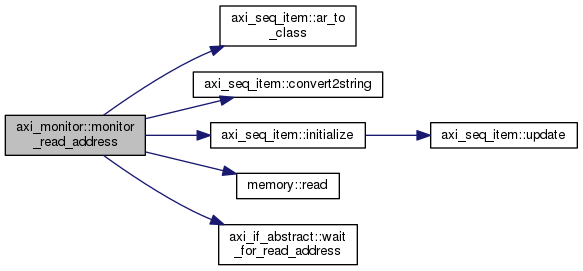 axi_monitor::monitor
_read_address
axi_seq_item::ar_to
_class
axi_seq_item::convert2string
axi_seq_item::initialize
axi_seq_item::update
memory::read
axi_if_abstract::wait
_for_read_address